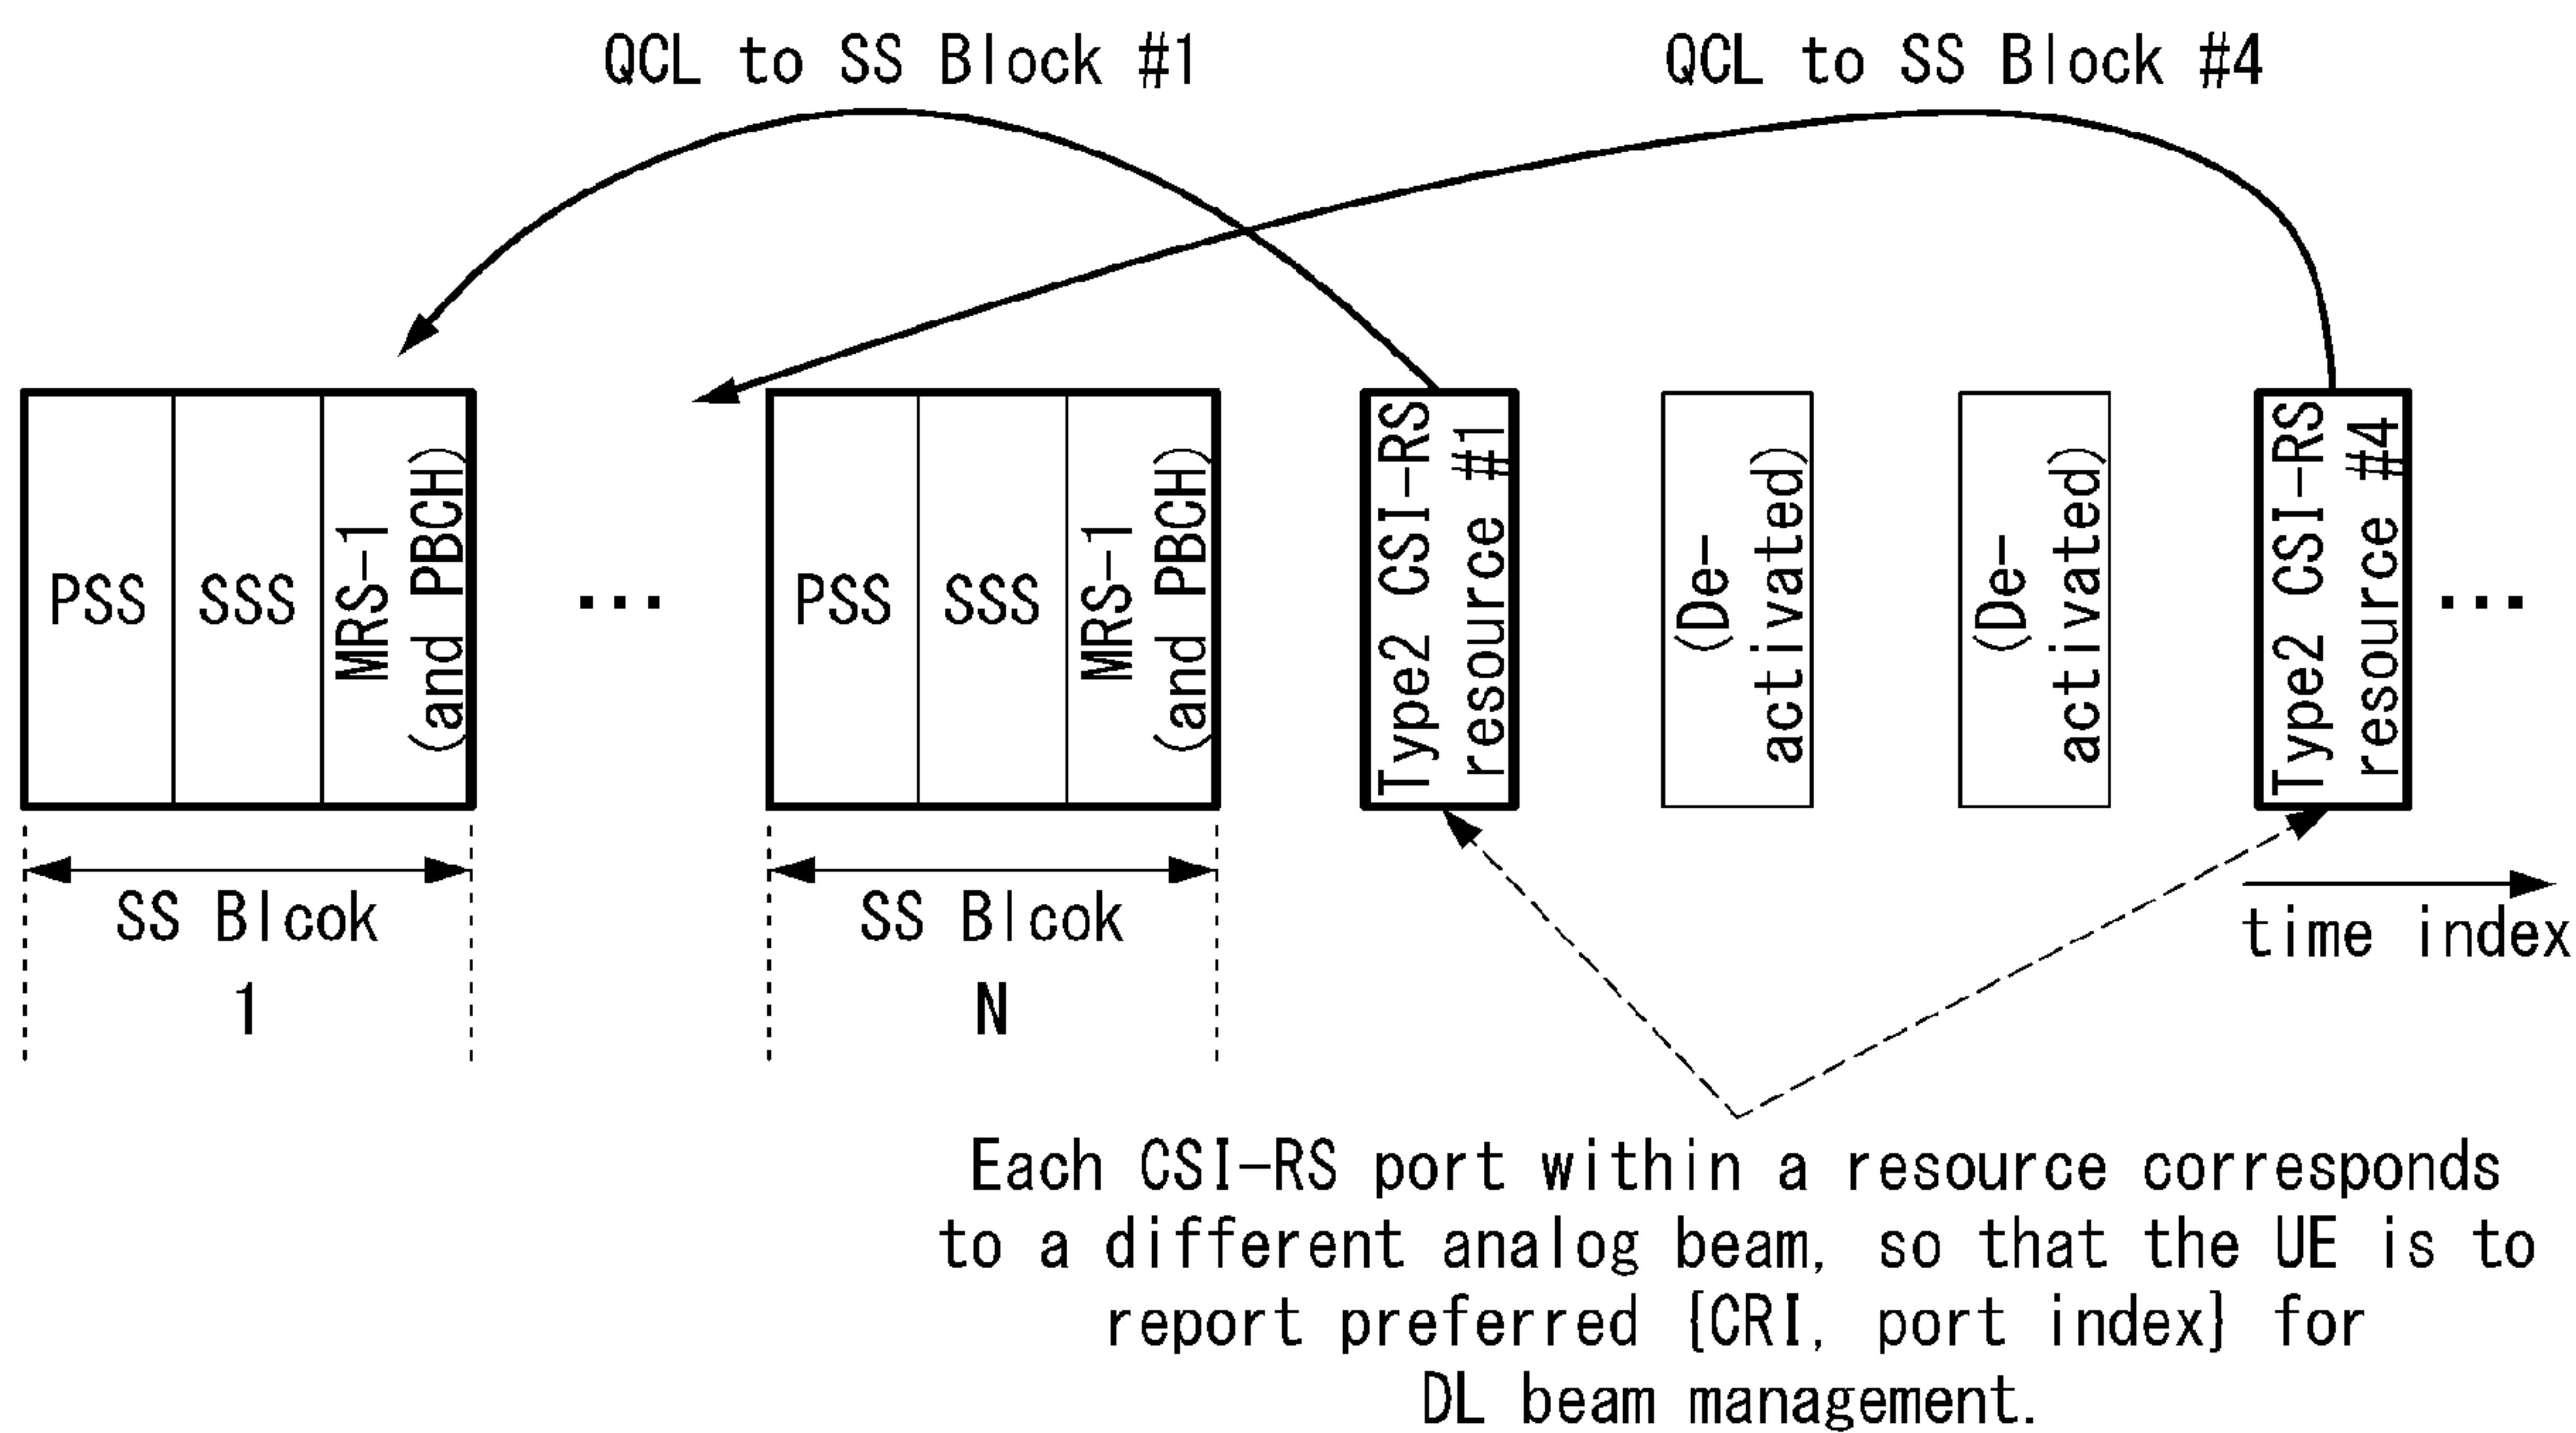 QCL to SS Block #1
QCL to SS Block #4
PSS
SSS
MRS-1
(and PBCH)
...
PSS
SSS
MRS-1
(and PBCH)
Type2 CSI-RS
resource #1
(De-
activated)
(De-
activated)
Type2 CSI-RS
resource #4
...
SS Blcok
1
SS Blcok
N
time index
Each CSI-RS port within a resource corresponds
to a different analog beam, so that the UE is to
report preferred {CRI, port index} for
DL beam management.